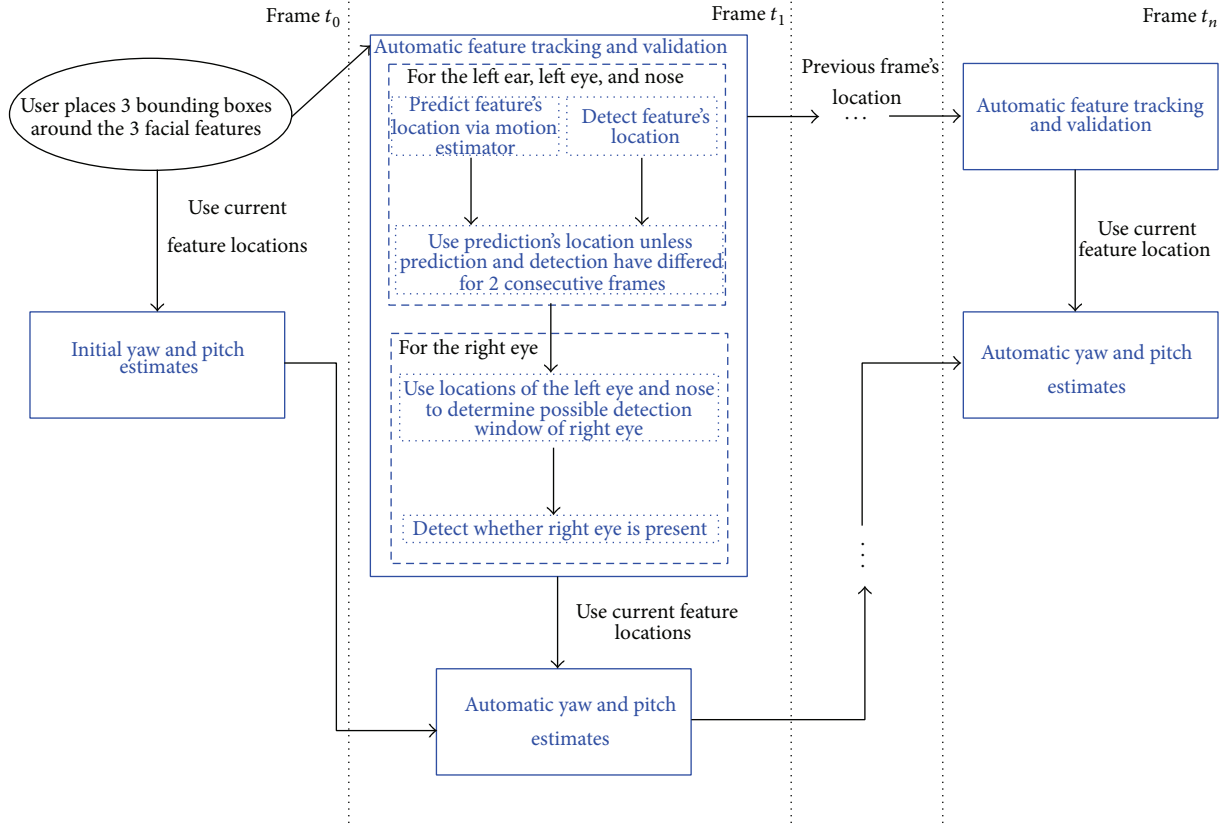 Frame t0
Frame t1
Frame tn
User places 3 bounding boxes
around the 3 facial features
Use current
feature locations
Initial yaw and pitch
estimates
Automatic feature tracking and validation
For the left ear, left eye, and nose
Predict feature's
location via motion
estimator
Detect feature's
location
Use prediction's location unless
prediction and detection have differed
for 2 consecutive frames
For the right eye
Use locations of the left eye and nose
to determine possible detection
window of right eye
Detect whether right eye is present
Use current feature
locations
Automatic yaw and pitch
estimates
Previous frame's
location
...
...
Automatic feature tracking
and validation
Use current
feature location
Automatic yaw and pitch
estimates